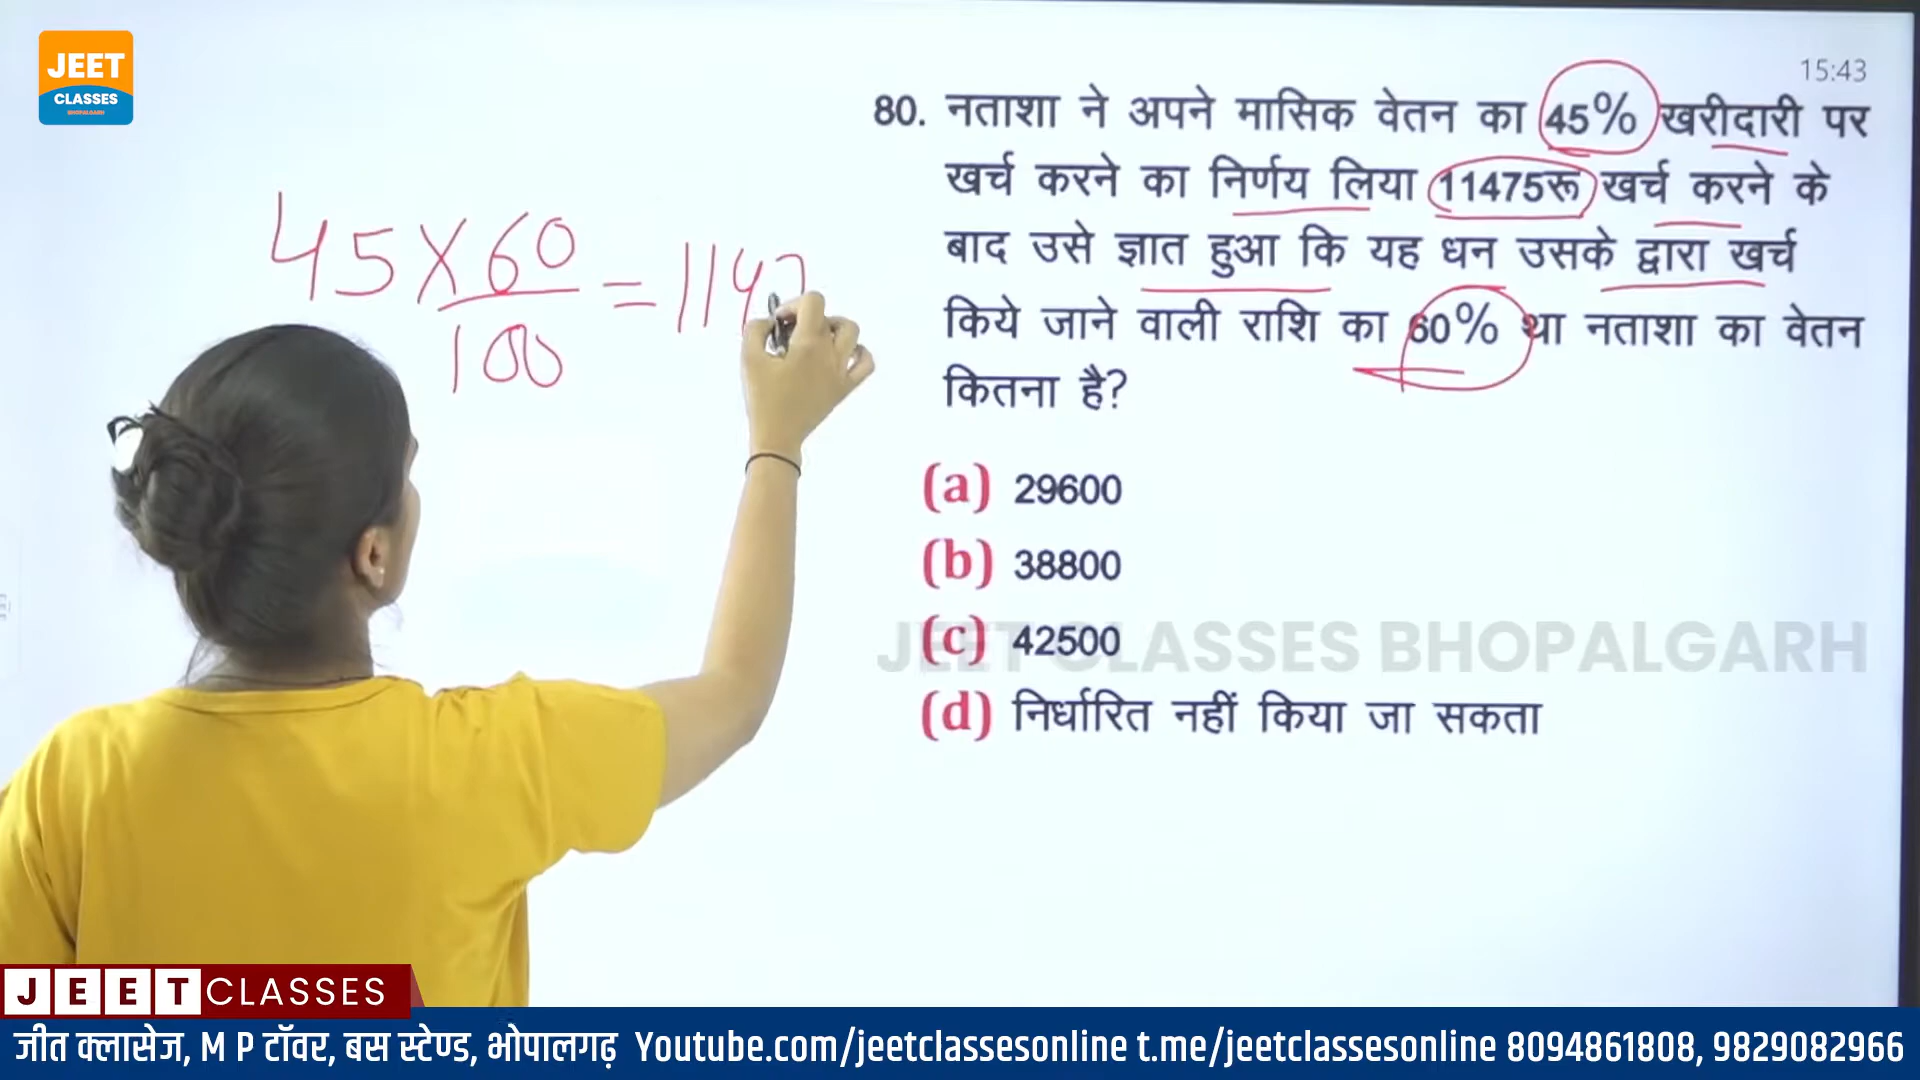 JEET
CLASSES
BHOPALGARH
15:43
80. नताशा ने अपने मासिक वेतन का 45% खरीदारी पर
खर्च करने का निर्णय लिया 11475रू खर्च करने के
बाद उसे ज्ञात हुआ कि यह धन उसके द्वारा खर्च
किये जाने वाली राशि का 60% था नताशा का वेतन
कितना है?
45 × 60
100
= 1147
(a) 29600
(b) 38800
(c) 42500
(d) निर्धारित नहीं किया जा सकता
JEET CLASSES BHOPALGARH
JEET CLASSES
जीत क्लासेज, M P टॉवर, बस स्टेण्ड, भोपालगढ़ Youtube.com/jeetclassesonline t.me/jeetclassesonline 8094861808, 9829082966